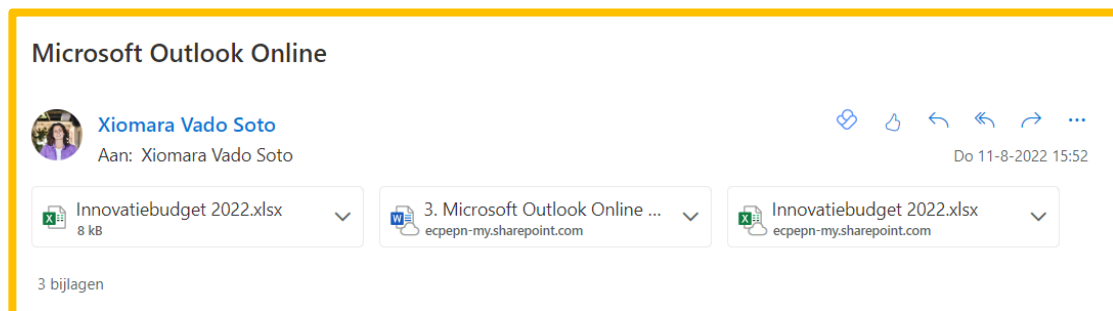 Microsoft Outlook Online
Xiomara Vado Soto
Aan: Xiomara Vado Soto
Do 11-8-2022 15:52
Innovatiebudget 2022.xlsx
8 kB
3. Microsoft Outlook Online ...
ecpepn-my.sharepoint.com
Innovatiebudget 2022.xlsx
ecpepn-my.sharepoint.com
3 bijlagen